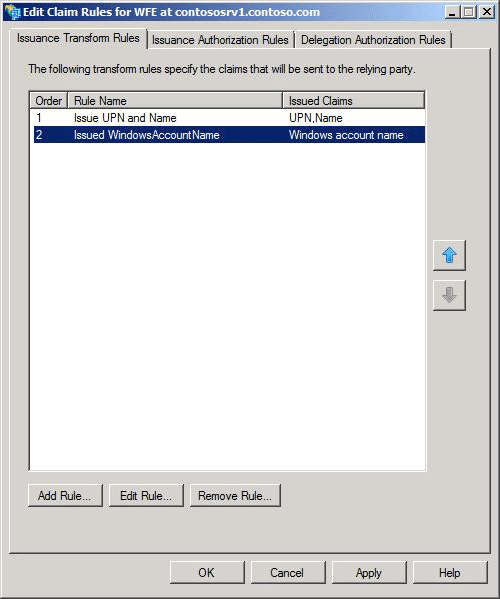 Edit Claim Rules for WFE at contososrv1.contoso.com
Issuance Transform Rules Issuance Authorization Rules Delegation Authorization Rules
The following transform rules specify the claims that will be sent to the relying party.
Order Rule Name Issued Claims
1 Issue UPN and Name UPN,Name
2 Issued WindowsAccountName Windows account name
Add Rule... Edit Rule... Remove Rule...
OK Cancel Apply Help